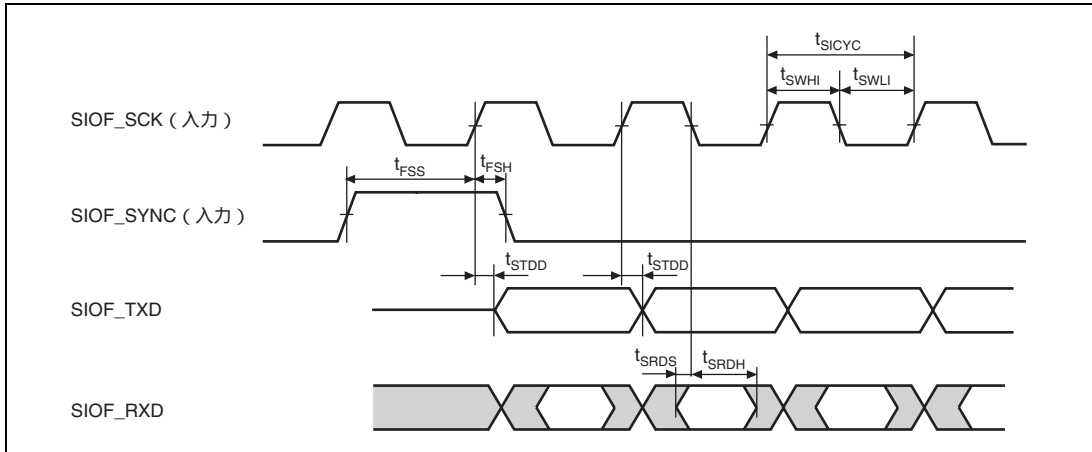 tSICYC
tSWHI tSWLI
SIOF_SCK（入力）
tFSS tFSH
SIOF_SYNC（入力）
tSTDD tSTDD
SIOF_TXD
tSRDS tSRDH
SIOF_RXD